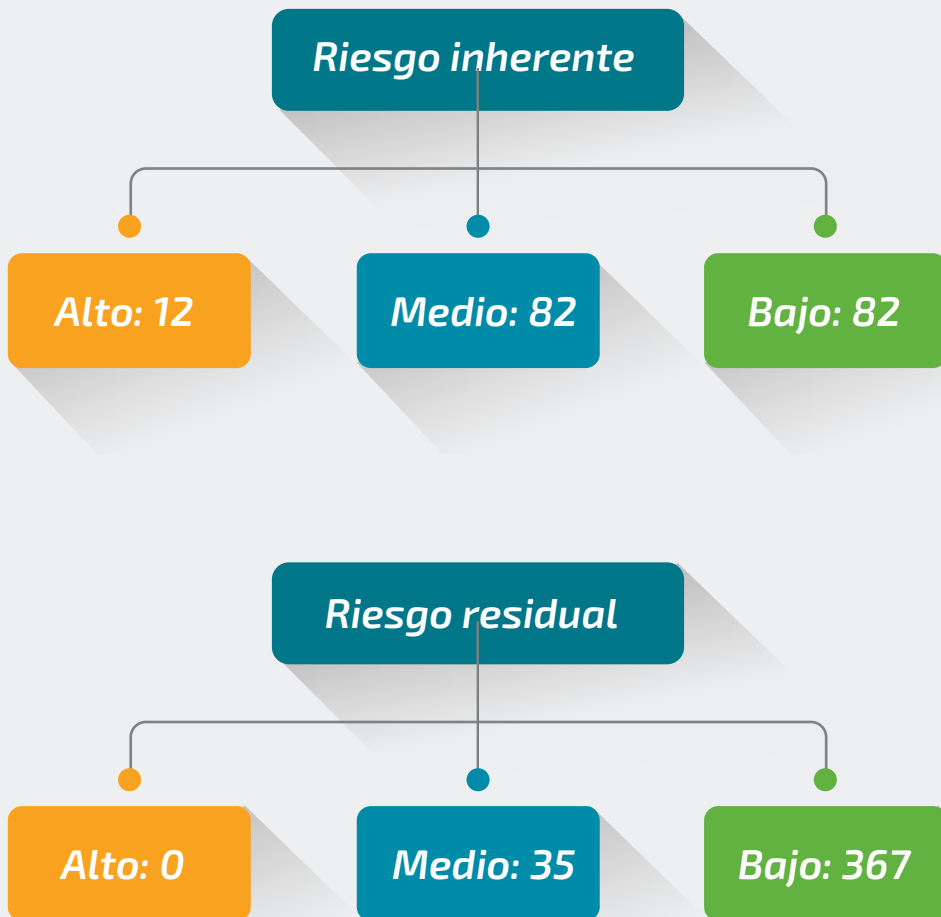 Riesgo inherente
Alto: 12
Medio: 82
Bajo: 82
Riesgo residual
Alto: 0
Medio: 35
Bajo: 367